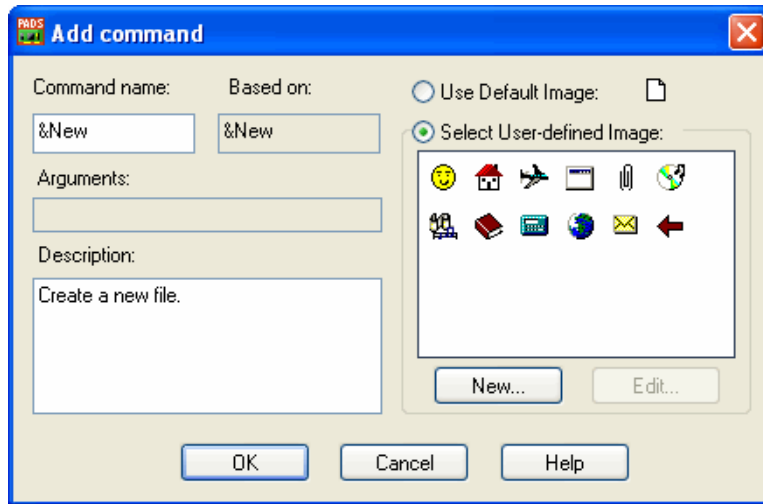 PADS
Add command
Command name:
Based on:
&New
&New
Arguments:
Description:
Create a new file.
Use Default Image:
Select User-defined Image:
New...
Edit...
OK
Cancel
Help